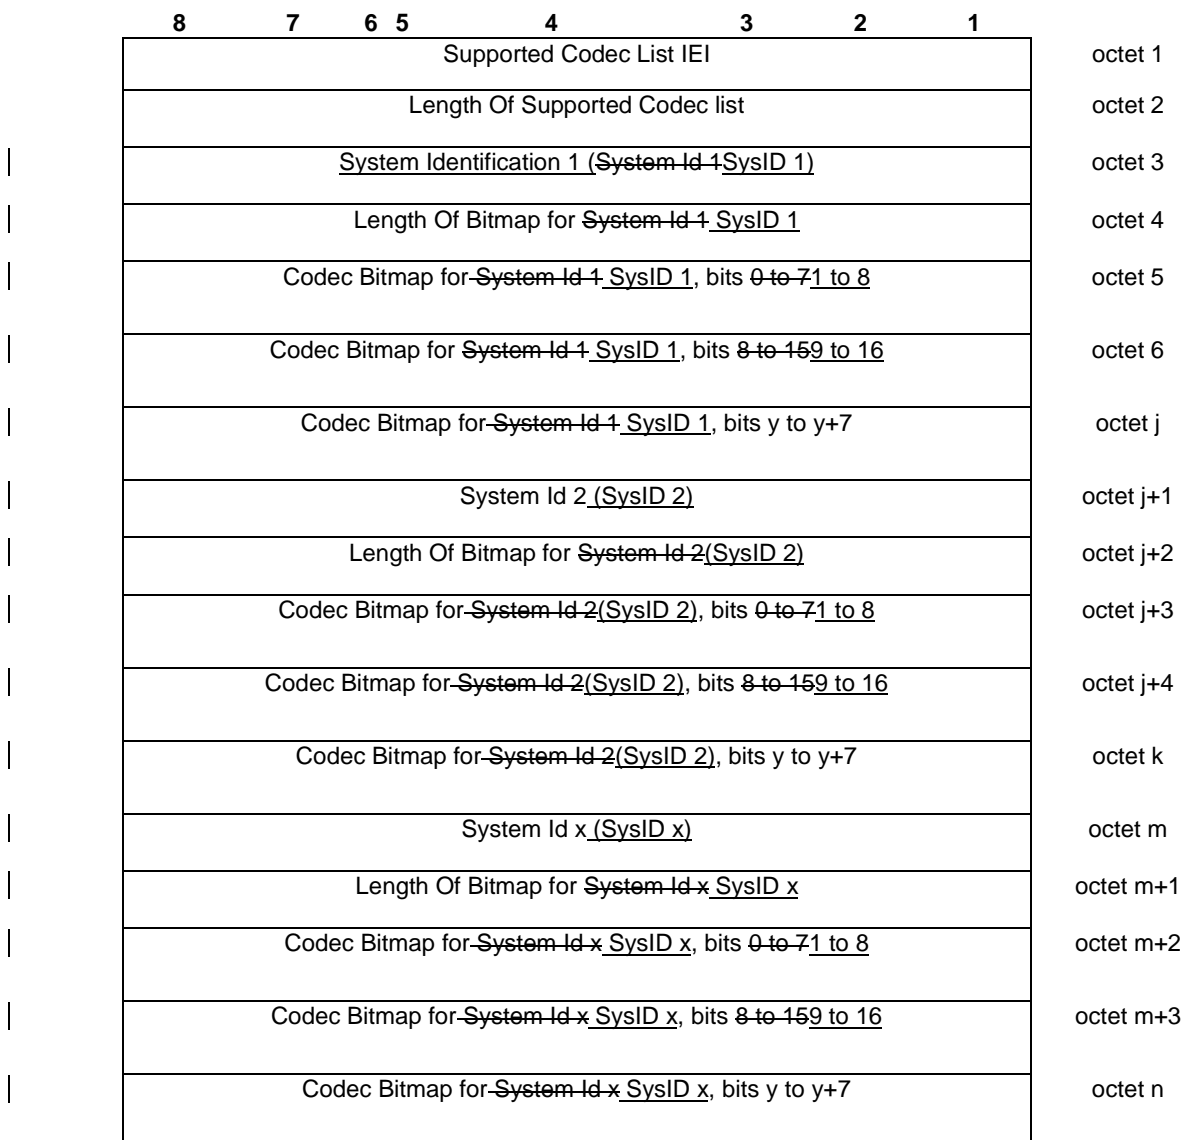 8 7 6 5 4 3 2 1
Supported Codec List IEI octet 1
Length Of Supported Codec list octet 2
System Identification 1 (System Id 1SysID 1) octet 3
Length Of Bitmap for System Id 1 SysID 1 octet 4
Codec Bitmap for System Id 1 SysID 1, bits 0 to 71 to 8 octet 5
Codec Bitmap for System Id 1 SysID 1, bits 8 to 159 to 16 octet 6
Codec Bitmap for System Id 1 SysID 1, bits y to y+7 octet j
System Id 2 (SysID 2) octet j+1
Length Of Bitmap for System Id 2(SysID 2) octet j+2
Codec Bitmap for System Id 2(SysID 2), bits 0 to 71 to 8 octet j+3
Codec Bitmap for System Id 2(SysID 2), bits 8 to 159 to 16 octet j+4
Codec Bitmap for System Id 2(SysID 2), bits y to y+7 octet k
System Id x (SysID x) octet m
Length Of Bitmap for System Id x SysID x octet m+1
Codec Bitmap for System Id x SysID x, bits 0 to 71 to 8 octet m+2
Codec Bitmap for System Id x SysID x, bits 8 to 159 to 16 octet m+3
Codec Bitmap for System Id x SysID x, bits y to y+7 octet n